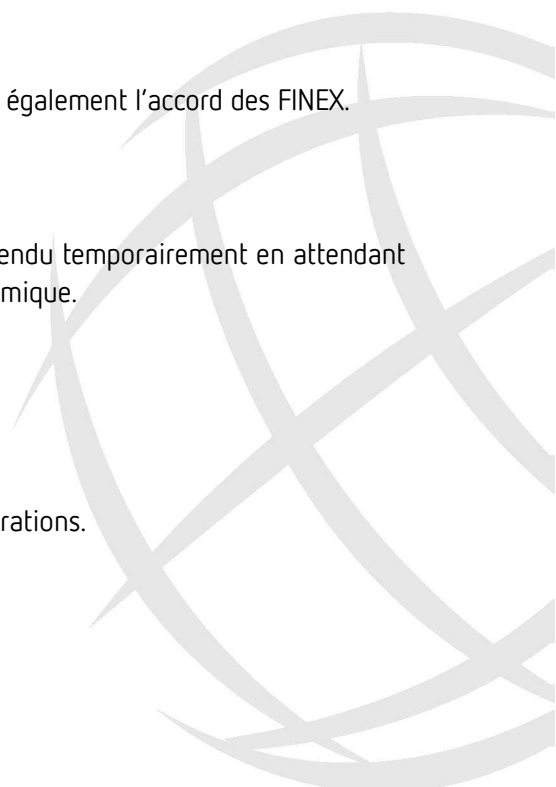 également l'accord des FINEX.
endu temporairement en attendant
mique.
rations.